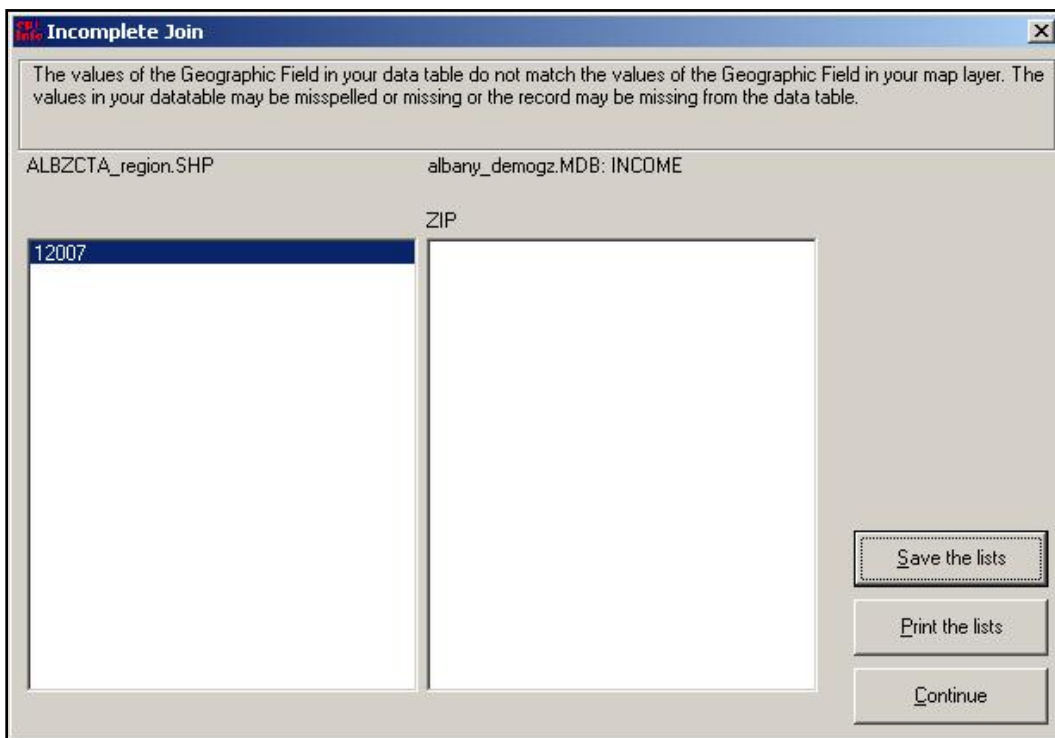 Epi Info Incomplete Join
The values of the Geographic Field in your data table do not match the values of the Geographic Field in your map layer. The
values in your datatable may be misspelled or missing or the record may be missing from the data table.
ALBZCTA_region.SHP albany_demogz.MDB: INCOME
ZIP
12007
Save the lists
Print the lists
Continue